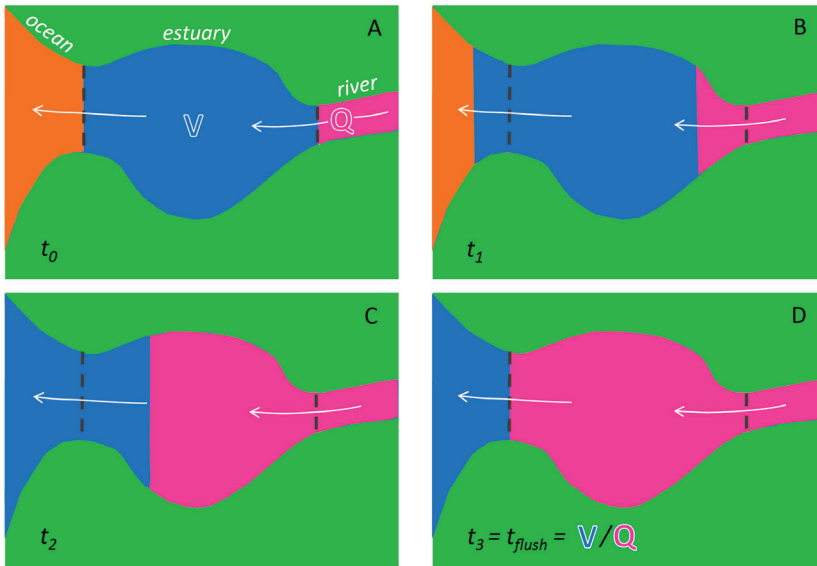 A
ocean
estuary
river
V
Q
t0
B
t1
C
t2
D
t3 = tflush = V/Q